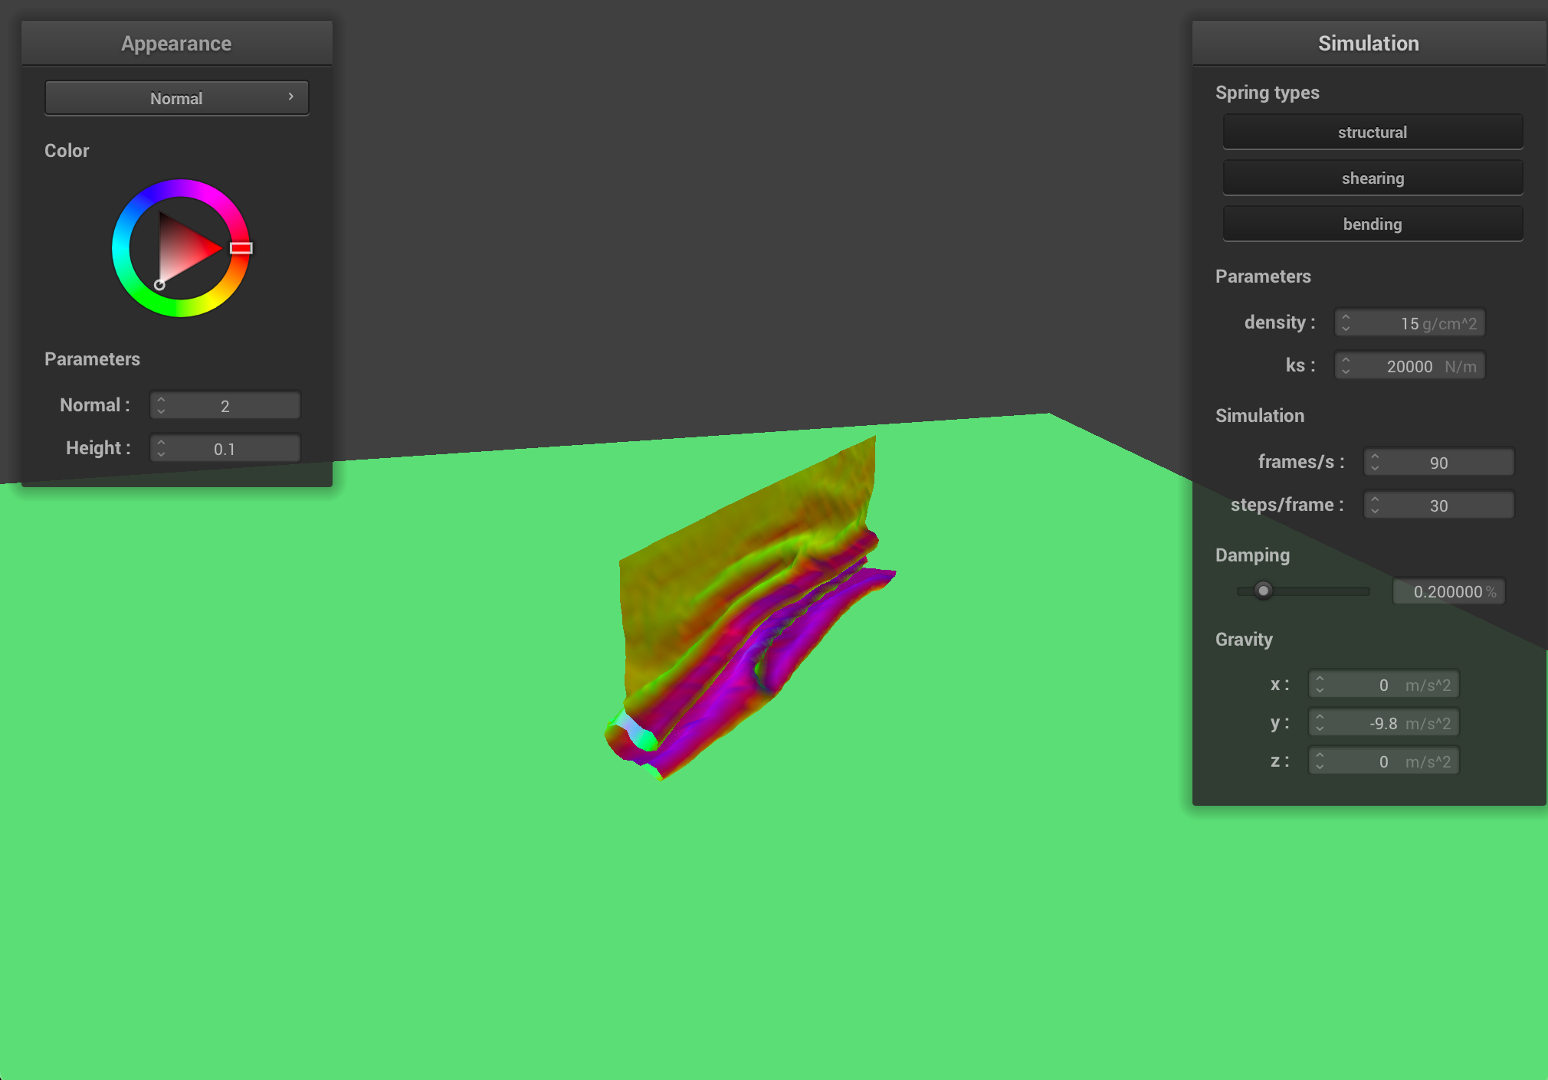 Appearance
Normal
Color
Parameters
Normal : 2
Height : 0.1
Simulation
Spring types
structural
shearing
bending
Parameters
density : 15 g/cm^2
ks : 20000 N/m
Simulation
frames/s : 90
steps/frame : 30
Damping
0.200000 %
Gravity
x : 0 m/s^2
y : -9.8 m/s^2
z : 0 m/s^2